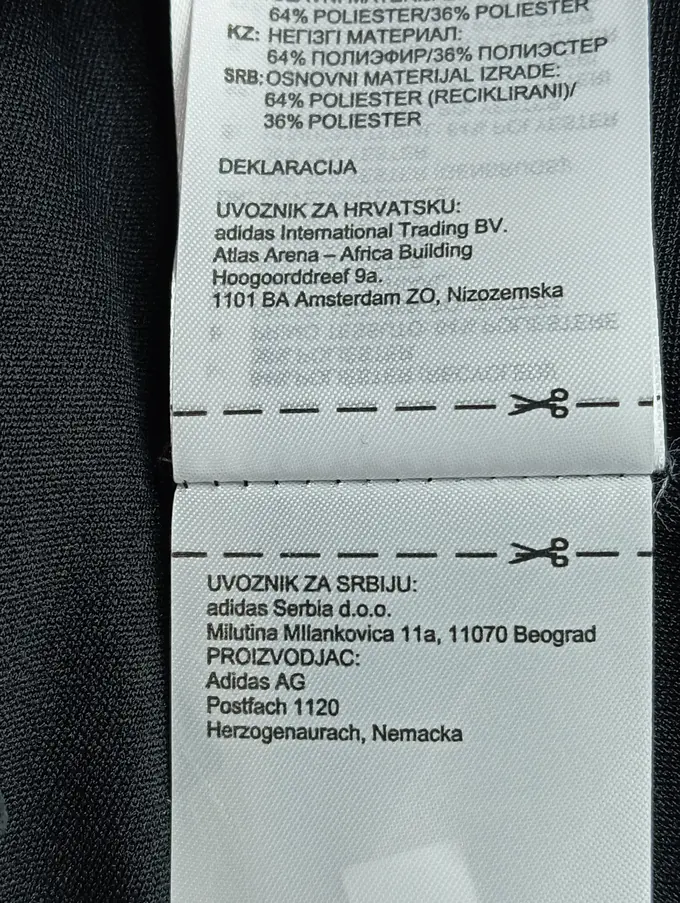 64% POLIESTER/36% POLIESTER
KZ: НЕГІЗГІ МАТЕРИАЛ:
64% ПОЛИЭФИР/36% ПОЛИЭСТЕР
SRB: OSNOVNI MATERIJAL IZRADE:
64% POLIESTER (RECIKLIRANI)/
36% POLIESTER
DEKLARACIJA
UVOZNIK ZA HRVATSKU:
adidas International Trading BV.
Atlas Arena – Africa Building
Hoogoorddreef 9a.
1101 BA Amsterdam ZO, Nizozemska
UVOZNIK ZA SRBIJU:
adidas Serbia d.o.o.
Milutina MIlankovica 11a, 11070 Beograd
PROIZVODJAC:
Adidas AG
Postfach 1120
Herzogenaurach, Nemacka